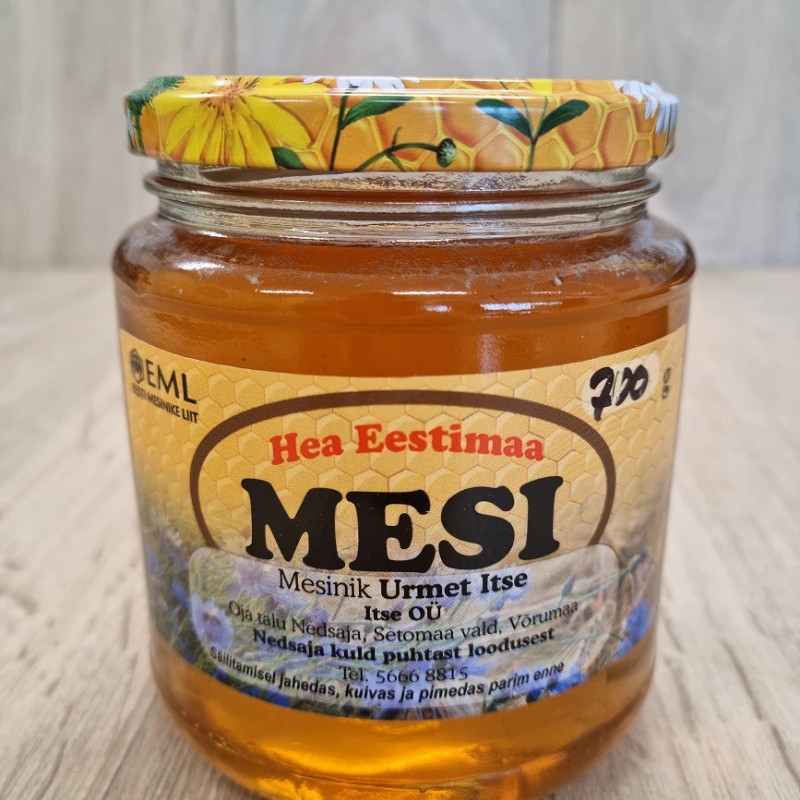 EML
EESTI MESINIKE LIIT
700 g
Hea Eestimaa
MESI
Mesinik Urmet Itse
Itse OÜ
Oja talu Nedsaja, Setomaa vald, Võrumaa
Nedsaja kuld puhtast loodusest
Tel. 5666 8815
Säilitamisel jahedas, kuivas ja pimedas parim enne